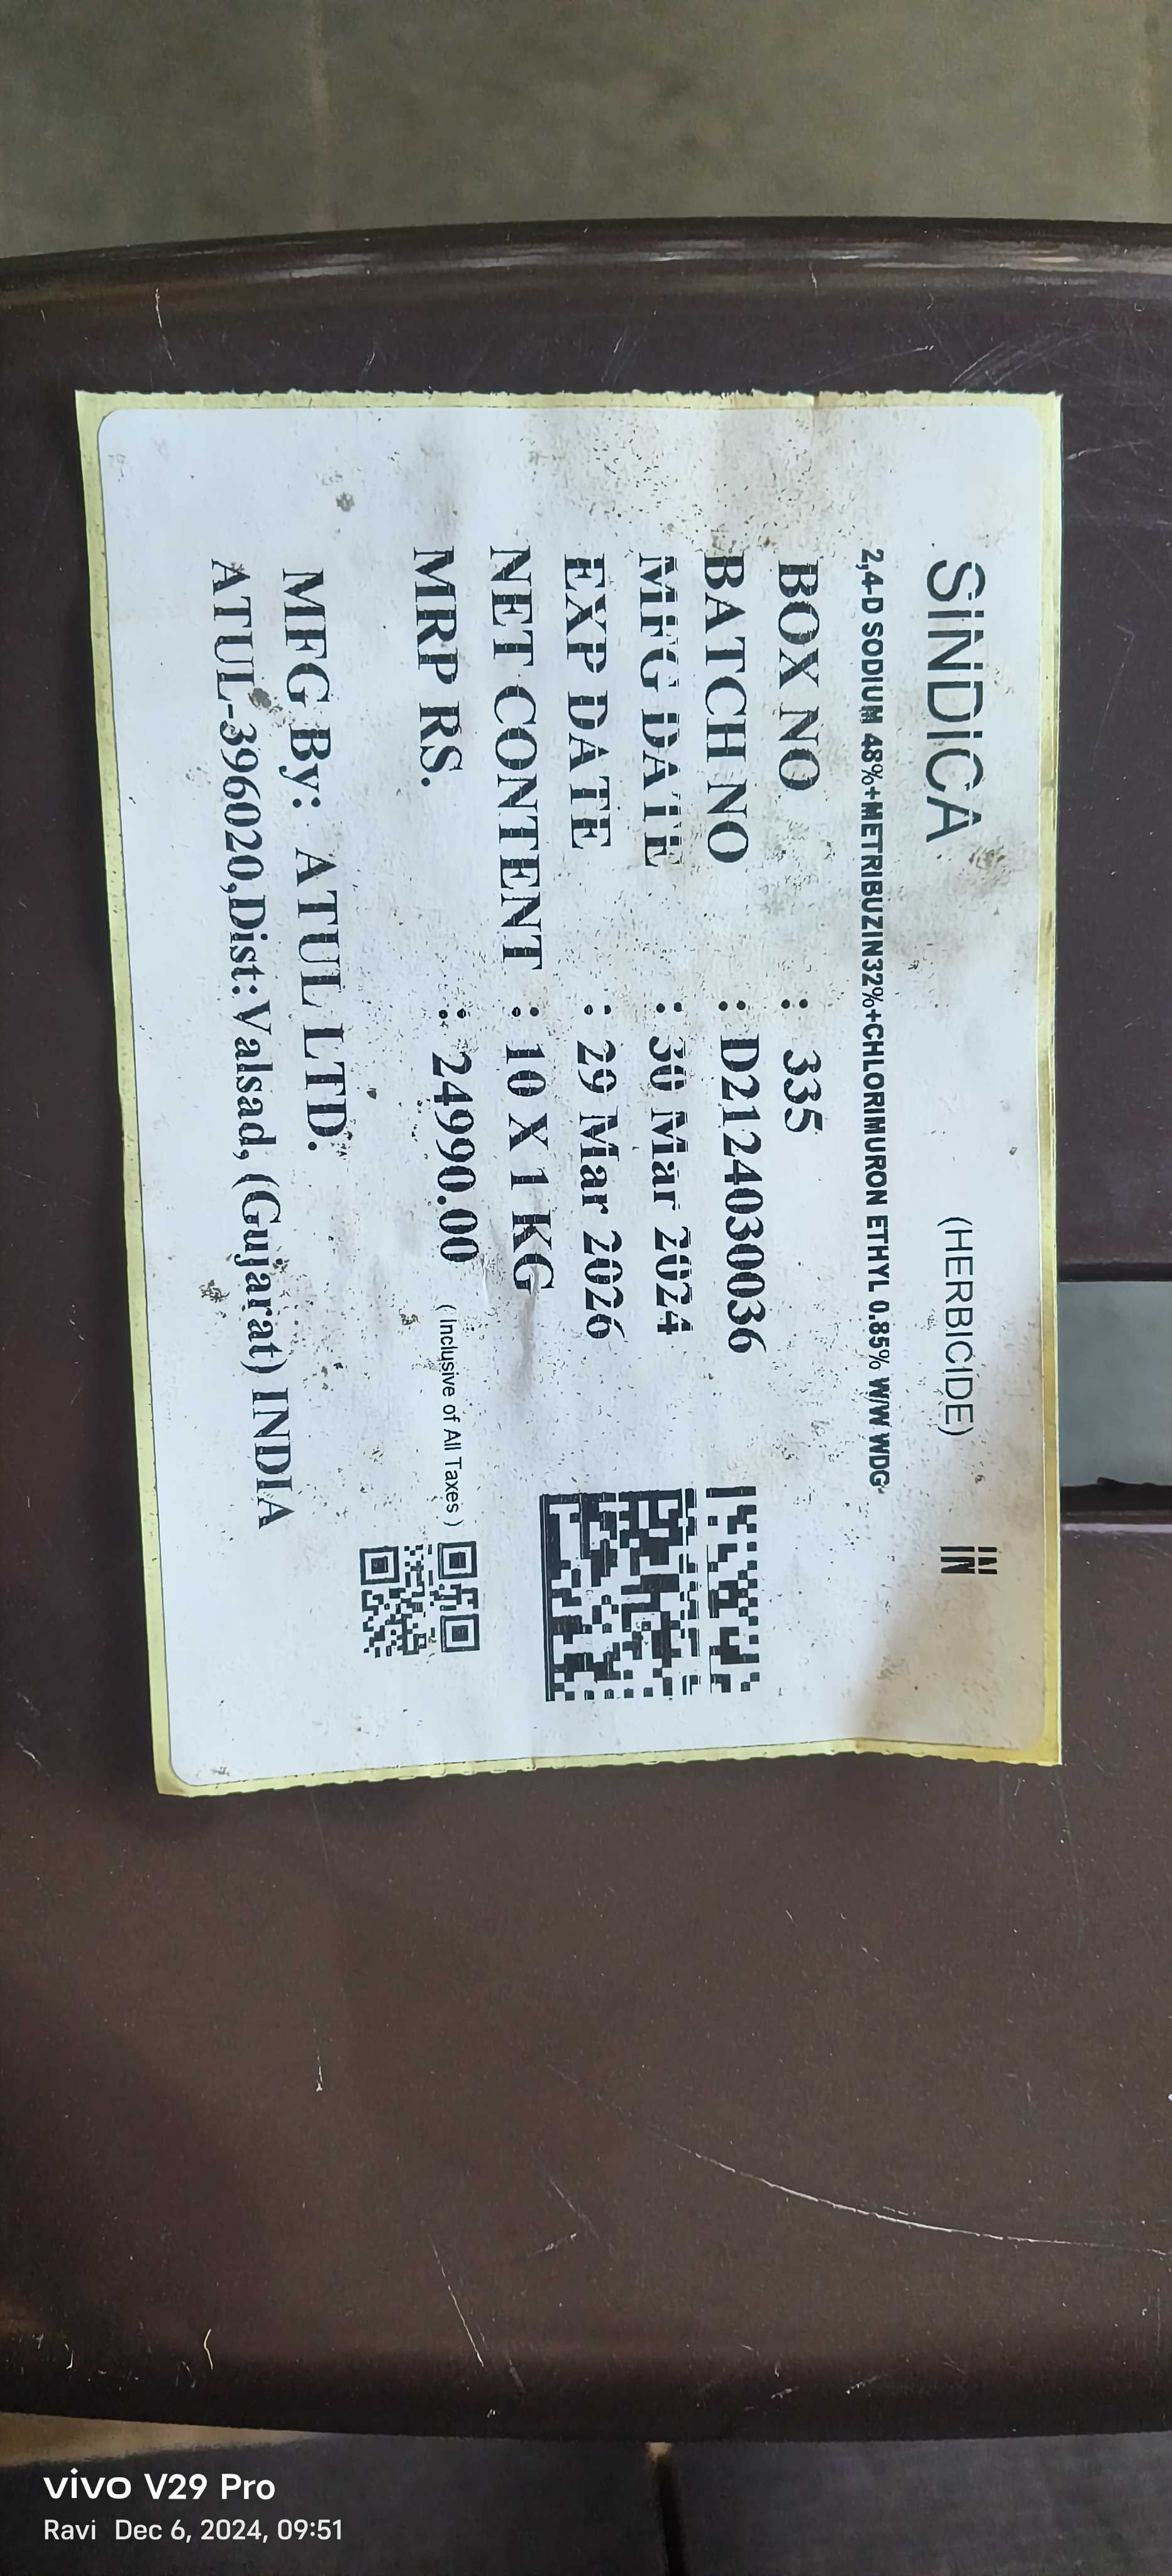 SINDICA (HERBICIDE) IN
2,4-D SODIUM 48%+METRIBUZIN32%+CHLORIMURON ETHYL 0.85% W/W WDG
BOX NO : 335
BATCH NO : D2124030036
MFG DATE : 30 Mar 2024
EXP DATE : 29 Mar 2026
NET CONTENT : 10 X 1 KG
MRP RS. : 24990.00 ( Inclusive of All Taxes )
MFG By: ATUL LTD.
ATUL-396020,Dist:Valsad, (Gujarat) INDIA
vivo V29 Pro
Ravi Dec 6, 2024, 09:51